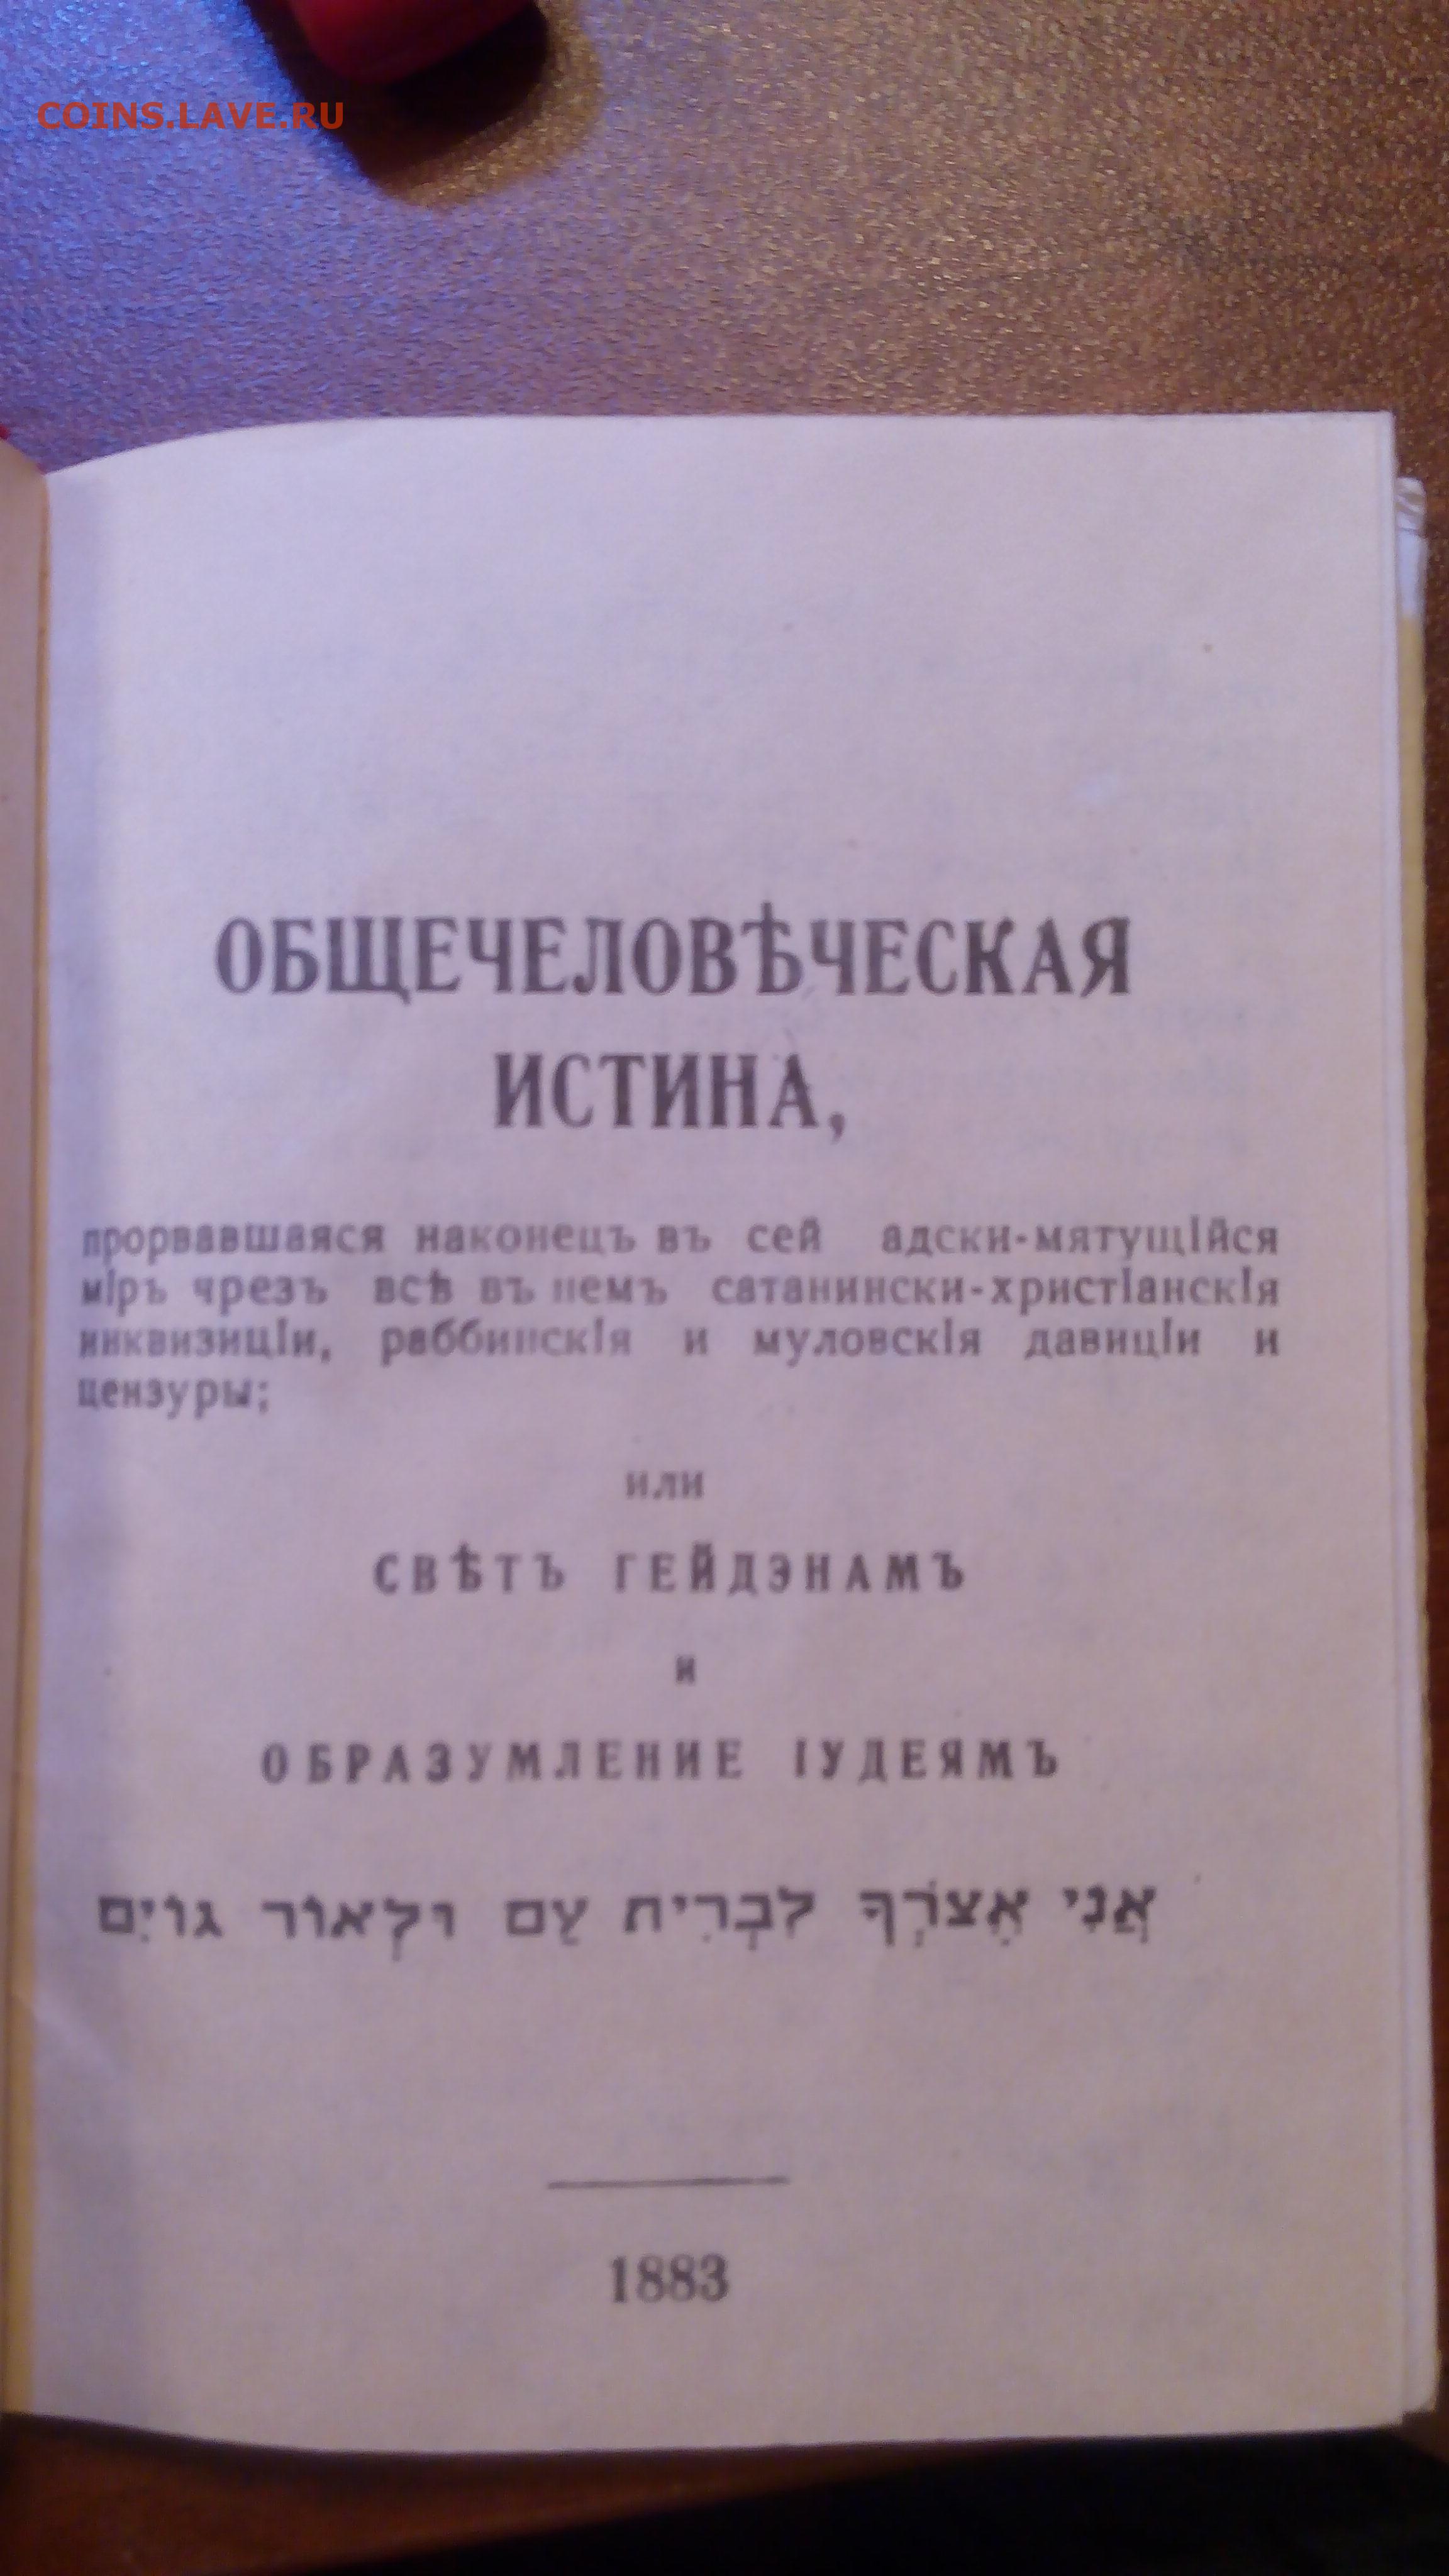 COINS.LAVE.RU
ОБЩЕЧЕЛОВѢЧЕСКАЯ
ИСТИНА,
прорвавшаяся наконецъ въ сей адски-мятущІйся
мІръ чрезъ всѣ въ немъ сатанински-христІанскІя
инквизицІи, раббинскІя и муловскІя давицІи и
цензуры;
или
СВѢТЪ ГЕЙДЭНАМЪ
и
ОБРАЗУМЛЕНИЕ ІУДЕЯМЪ
אֲנִי אֶצֹּרְךָ לִבְרִית עַם וּלְאוֹר גּוֹיִם
1883